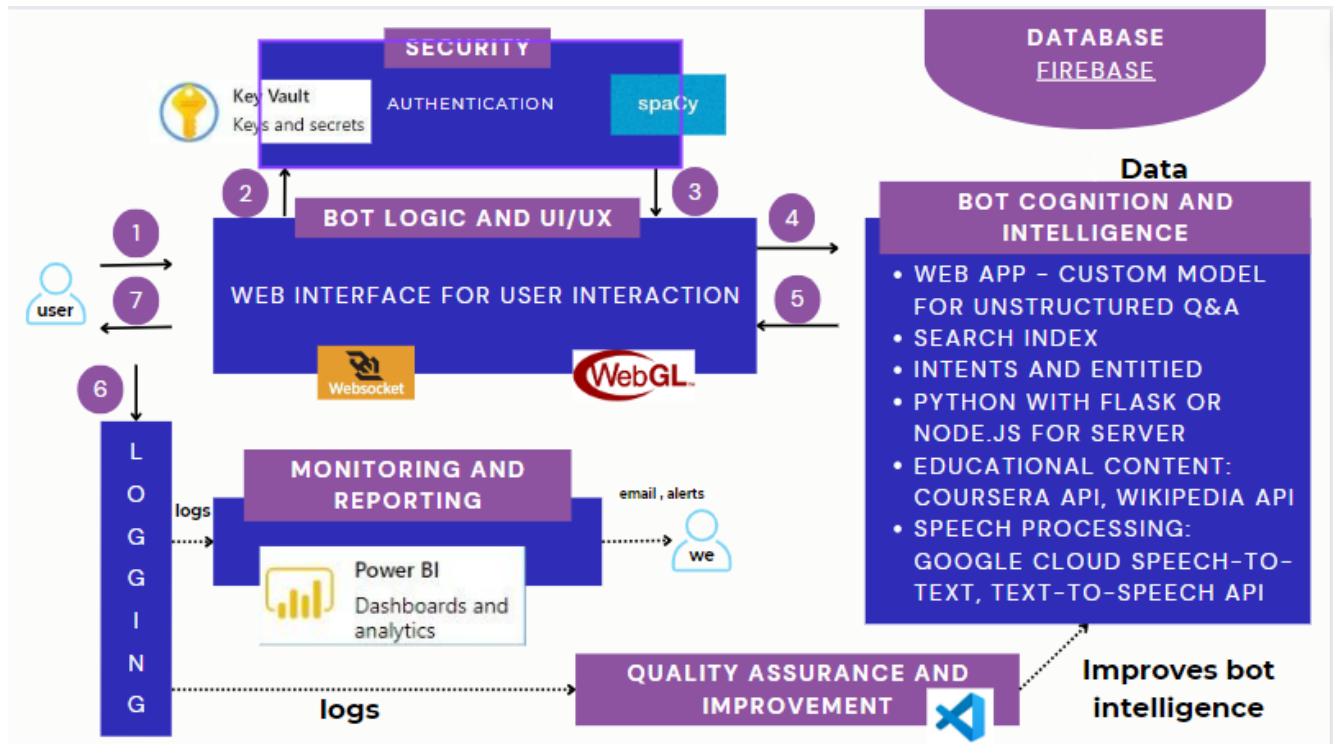 SECURITY
Key Vault
Keys and secrets
AUTHENTICATION
spaCy
DATABASE
FIREBASE
Data
2
3
BOT LOGIC AND UI/UX
WEB INTERFACE FOR USER INTERACTION
Websocket
WebGL
1
7
user
4
5
BOT COGNITION AND
INTELLIGENCE
• WEB APP - CUSTOM MODEL
FOR UNSTRUCTURED Q&A
• SEARCH INDEX
• INTENTS AND ENTITIED
• PYTHON WITH FLASK OR
NODE.JS FOR SERVER
• EDUCATIONAL CONTENT:
COURSERA API, WIKIPEDIA API
• SPEECH PROCESSING:
GOOGLE CLOUD SPEECH-TO-
TEXT, TEXT-TO-SPEECH API
6
LOGGING
logs
MONITORING AND
REPORTING
Power BI
Dashboards and
analytics
email , alerts
we
logs
QUALITY ASSURANCE AND
IMPROVEMENT
Improves bot
intelligence